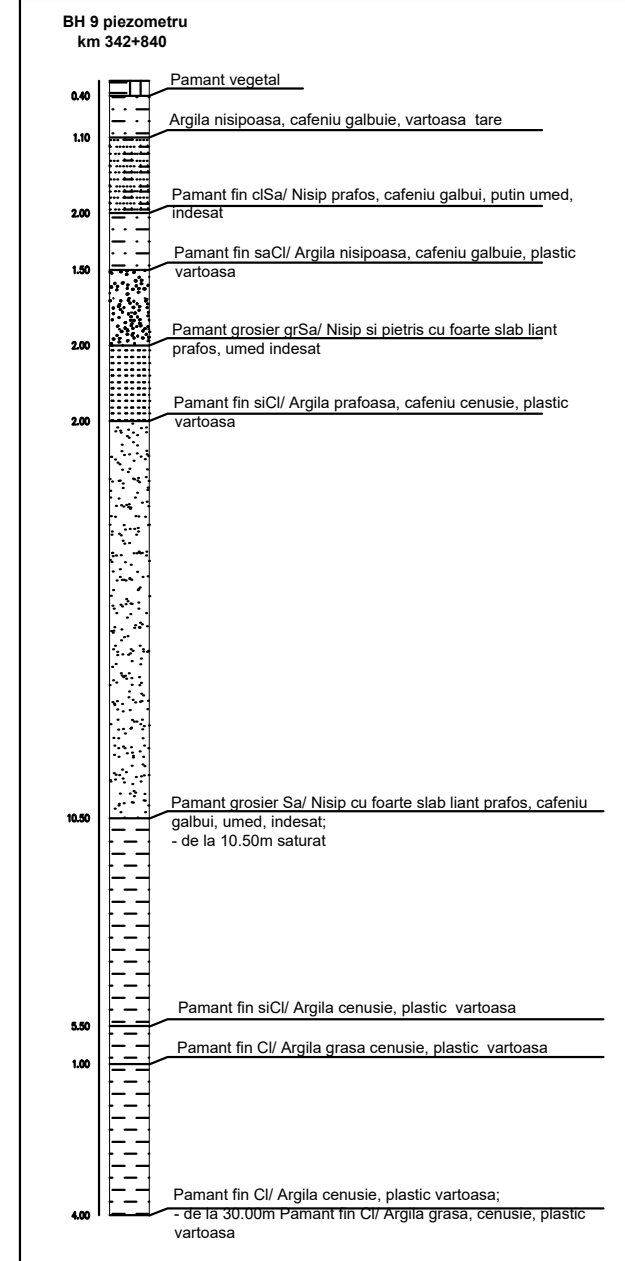 BH 9 piezometru
km 342+840
Pamant vegetal
0.40
Argila nisipoasa, cafeniu galbuie, vartoasa tare
1.10
Pamant fin clSa/ Nisip prafos, cafeniu galbui, putin umed,
indesat
2.00
Pamant fin saCl/ Argila nisipoasa, cafeniu galbuie, plastic
vartoasa
1.50
Pamant grosier grSa/ Nisip si pietris cu foarte slab liant
prafos, umed indesat
2.00
Pamant fin siCl/ Argila prafoasa, cafeniu cenusie, plastic
vartoasa
2.00
Pamant grosier Sa/ Nisip cu foarte slab liant prafos, cafeniu
galbui, umed, indesat;
- de la 10.50m saturat
10.50
Pamant fin siCl/ Argila cenusie, plastic vartoasa
5.50
Pamant fin Cl/ Argila grasa cenusie, plastic vartoasa
1.00
Pamant fin Cl/ Argila cenusie, plastic vartoasa;
- de la 30.00m Pamant fin Cl/ Argila grasa, cenusie, plastic
vartoasa
4.00